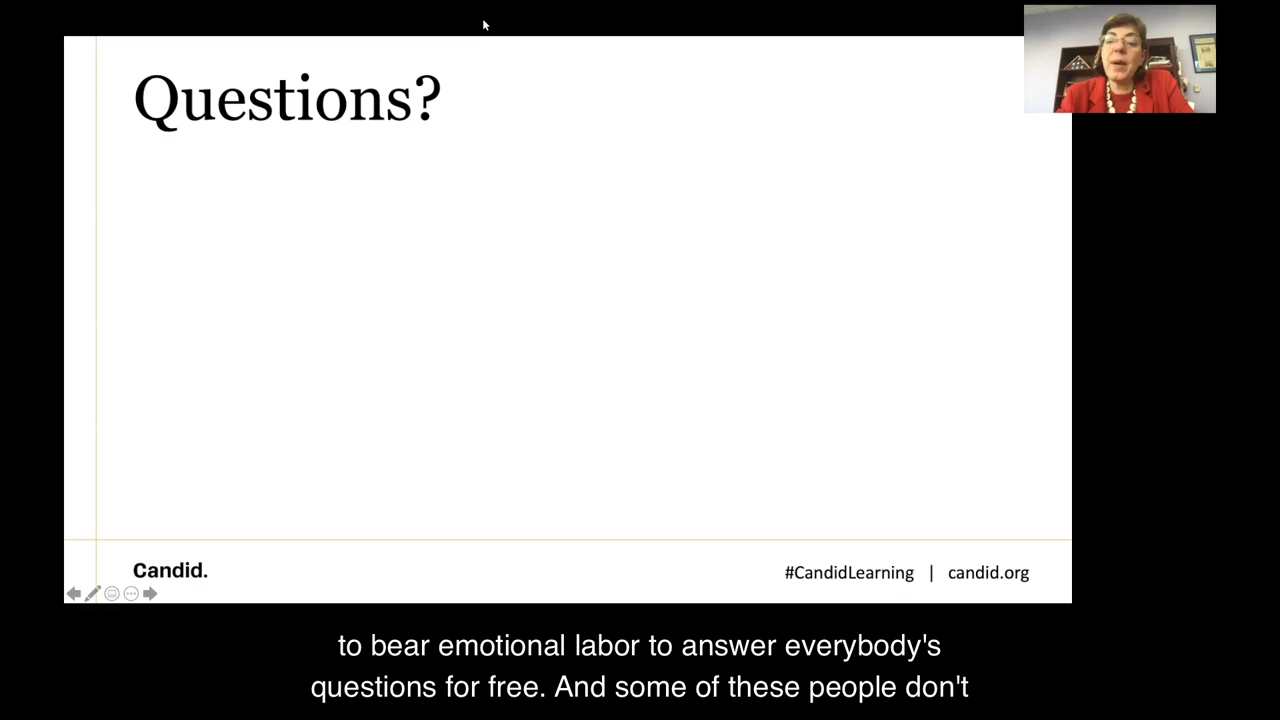 Questions?
Candid.
#CandidLearning | candid.org
to bear emotional labor to answer everybody's
questions for free. And some of these people don't